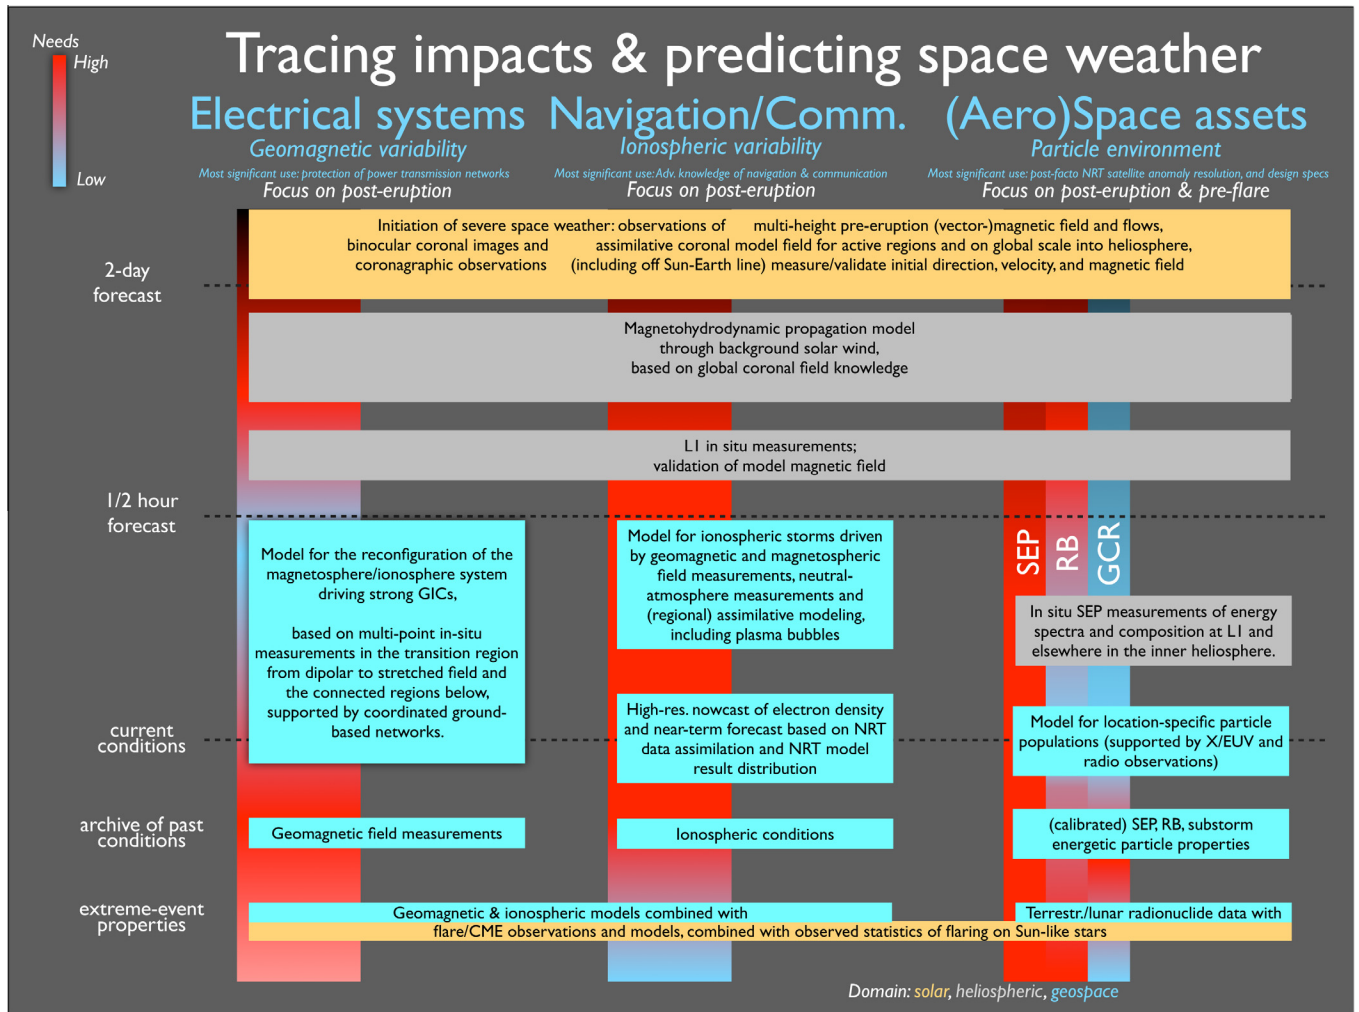 Needs
High
Low
Tracing impacts & predicting space weather
Electrical systems
Geomagnetic variability
Most significant use: protection of power transmission networks
Focus on post-eruption
Navigation/Comm.
Ionospheric variability
Most significant use: Adv. knowledge of navigation & communication
Focus on post-eruption
(Aero)Space assets
Particle environment
Most significant use: post-facto NRT satellite anomaly resolution, and design specs
Focus on post-eruption & pre-flare
2-day
forecast
Initiation of severe space weather: observations of multi-height pre-eruption (vector-)magnetic field and flows,
binocular coronal images and assimilative coronal model field for active regions and on global scale into heliosphere,
coronagraphic observations (including off Sun-Earth line) measure/validate initial direction, velocity, and magnetic field
Magnetohydrodynamic propagation model
through background solar wind,
based on global coronal field knowledge
L1 in situ measurements;
validation of model magnetic field
1/2 hour
forecast
Model for the reconfiguration of the
magnetosphere/ionosphere system
driving strong GICs,
based on multi-point in-situ
measurements in the transition region
from dipolar to stretched field and
the connected regions below,
supported by coordinated ground-
based networks.
Model for ionospheric storms driven
by geomagnetic and magnetospheric
field measurements, neutral-
atmosphere measurements and
(regional) assimilative modeling,
including plasma bubbles
SEP
RB
GCR
In situ SEP measurements of energy
spectra and composition at L1 and
elsewhere in the inner heliosphere.
current
conditions
High-res. nowcast of electron density
and near-term forecast based on NRT
data assimilation and NRT model
result distribution
Model for location-specific particle
populations (supported by X/EUV and
radio observations)
archive of past
conditions
Geomagnetic field measurements
Ionospheric conditions
(calibrated) SEP, RB, substorm
energetic particle properties
extreme-event
properties
Geomagnetic & ionospheric models combined with
Terrestr./lunar radionuclide data with
flare/CME observations and models, combined with observed statistics of flaring on Sun-like stars
Domain: solar, heliospheric, geospace